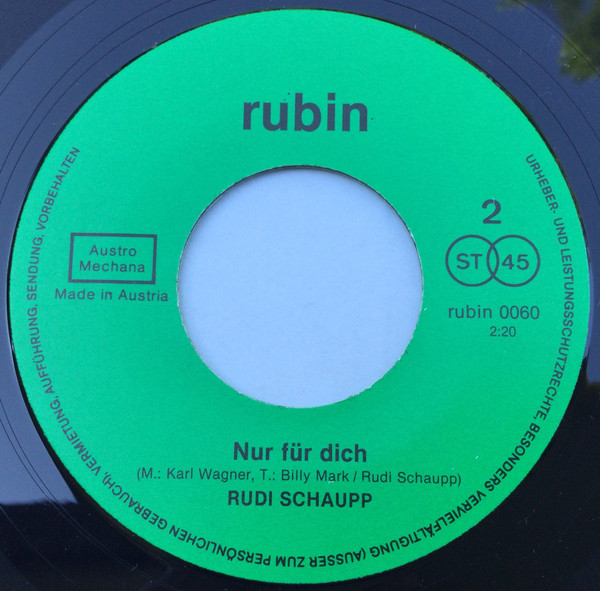 rubin
2
ST 45
rubin 0060
2:20
Austro
Mechana
Made in Austria
Nur für dich
(M.: Karl Wagner, T.: Billy Mark / Rudi Schaupp)
RUDI SCHAUPP
URHEBER- UND LEISTUNGSSCHUTZRECHTE, BESONDERS VERVIELFÄLTIGUNG (AUSSER ZUM PERSÖNLICHEN GEBRAUCH), VERMIETUNG, AUFFÜHRUNG, SENDUNG, VORBEHALTEN